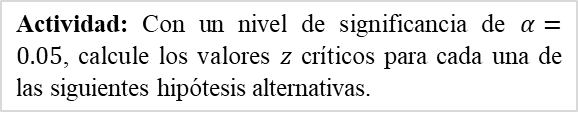 Actividad: Con un nivel de significancia de α =
0.05, calcule los valores z críticos para cada una de
las siguientes hipótesis alternativas.